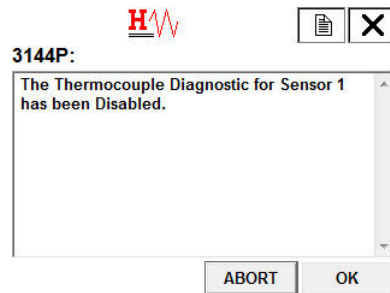 H
3144P:
The Thermocouple Diagnostic for Sensor 1
has been Disabled.
ABORT OK